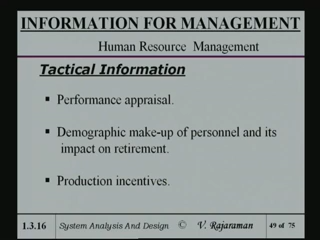 INFORMATION FOR MANAGEMENT
Human Resource Management
Tactical Information
▪ Performance appraisal.
▪ Demographic make-up of personnel and its
impact on retirement.
▪ Production incentives.
1.3.16 System Analysis And Design © V. Rajaraman 49 of 75